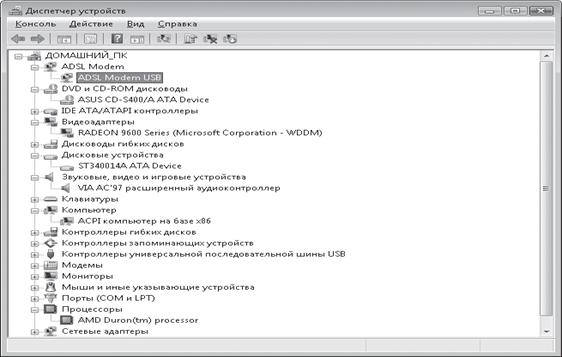 Диспетчер устройств
Консоль Действие Вид Справка
ДОМАШНИЙ_ПК
ADSL Modem
ADSL Modem USB
DVD и CD-ROM дисководы
ASUS CD-S400/A ATA Device
IDE ATA/ATAPI контроллеры
Видеоадаптеры
RADEON 9600 Series (Microsoft Corporation - WDDM)
Дисководы гибких дисков
Дисковые устройства
ST340014A ATA Device
Звуковые, видео и игровые устройства
VIA AC'97 расширенный аудиоконтроллер
Клавиатуры
Компьютер
ACPI компьютер на базе x86
Контроллеры гибких дисков
Контроллеры запоминающих устройств
Контроллеры универсальной последовательной шины USB
Модемы
Мониторы
Мыши и иные указывающие устройства
Порты (COM и LPT)
Процессоры
AMD Duron(tm) processor
Сетевые адаптеры